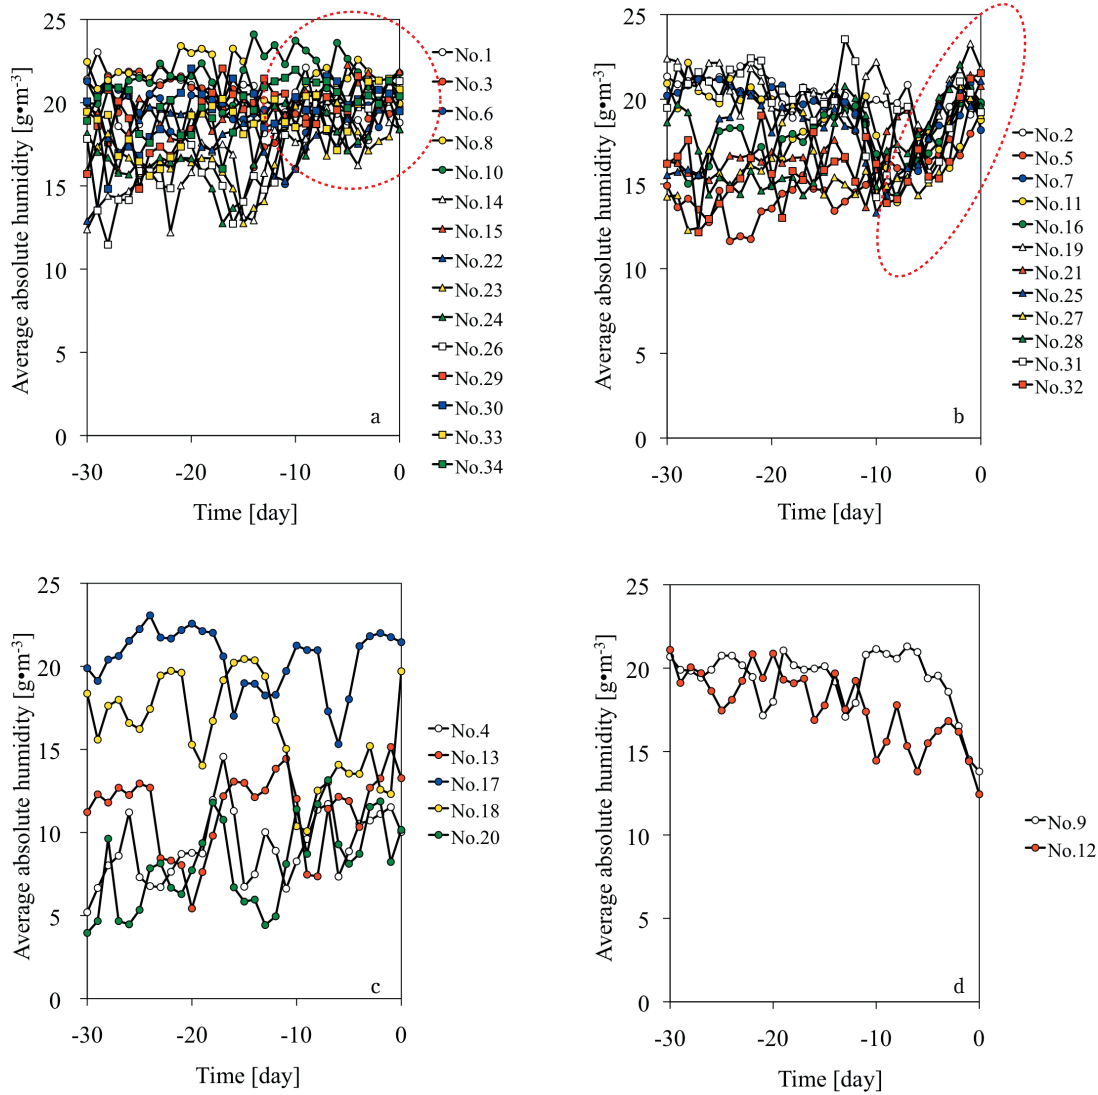 Average absolute humidity [g•m-3]
25
20
15
10
5
0
-30
-20
-10
0
Time [day]
a
No.1
No.3
No.6
No.8
No.10
No.14
No.15
No.22
No.23
No.24
No.26
No.29
No.30
No.33
No.34
Average absolute humidity [g•m-3]
25
20
15
10
5
0
-30
-20
-10
0
Time [day]
b
No.2
No.5
No.7
No.11
No.16
No.19
No.21
No.25
No.27
No.28
No.31
No.32
Average absolute humidity [g•m-3]
25
20
15
10
5
0
-30
-20
-10
0
Time [day]
c
No.4
No.13
No.17
No.18
No.20
Average absolute humidity [g•m-3]
25
20
15
10
5
0
-30
-20
-10
0
Time [day]
d
No.9
No.12